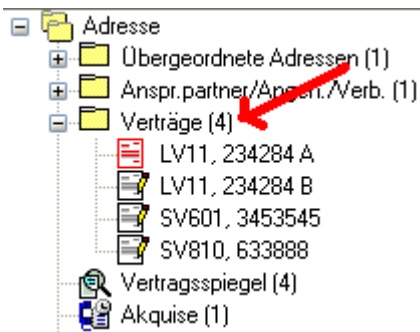 Adresse
Übergeordnete Adressen (1)
Anspr.partner/Angeh./Verb. (1)
Verträge (4)
LV11, 234284 A
LV11, 234284 B
SV601, 3453545
SV810, 633888
Vertragsspiegel (4)
Akquise (1)